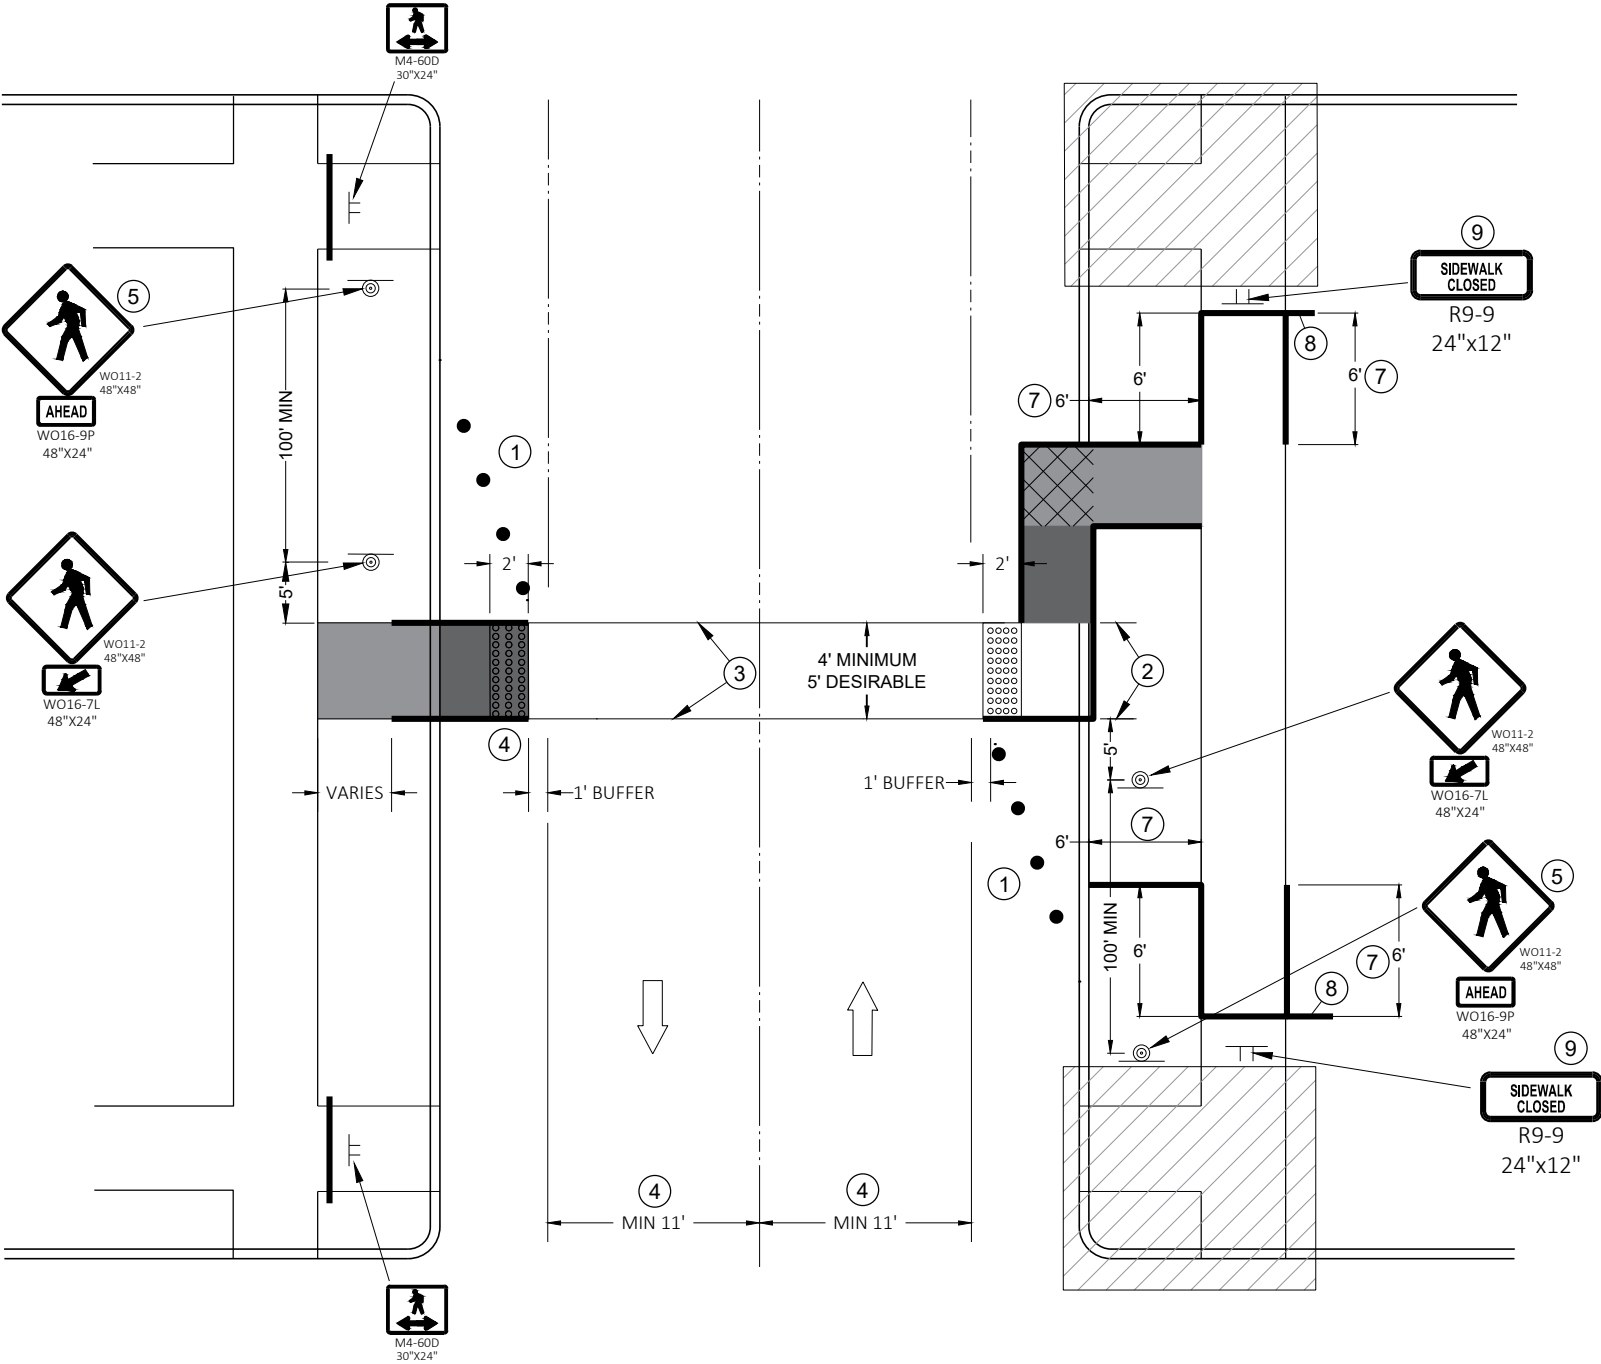 M4-60D
30"X24"
9
SIDEWALK
CLOSED
R9-9
24"x12"
5
WO11-2
48"X48"
AHEAD
WO16-9P
48"X24"
100' MIN
8
6'
6' 7
7 6'
1
2'
2'
5'
WO11-2
48"X48"
WO16-7L
48"X24"
4' MINIMUM
5' DESIRABLE
3
2
4
VARIES
1' BUFFER
1' BUFFER
5'
WO11-2
48"X48"
WO16-7L
48"X24"
7
6'
1
100' MIN
6'
7 6'
8
5
WO11-2
48"X48"
AHEAD
WO16-9P
48"X24"
9
SIDEWALK
CLOSED
R9-9
24"x12"
4
MIN 11'
4
MIN 11'
M4-60D
30"X24"